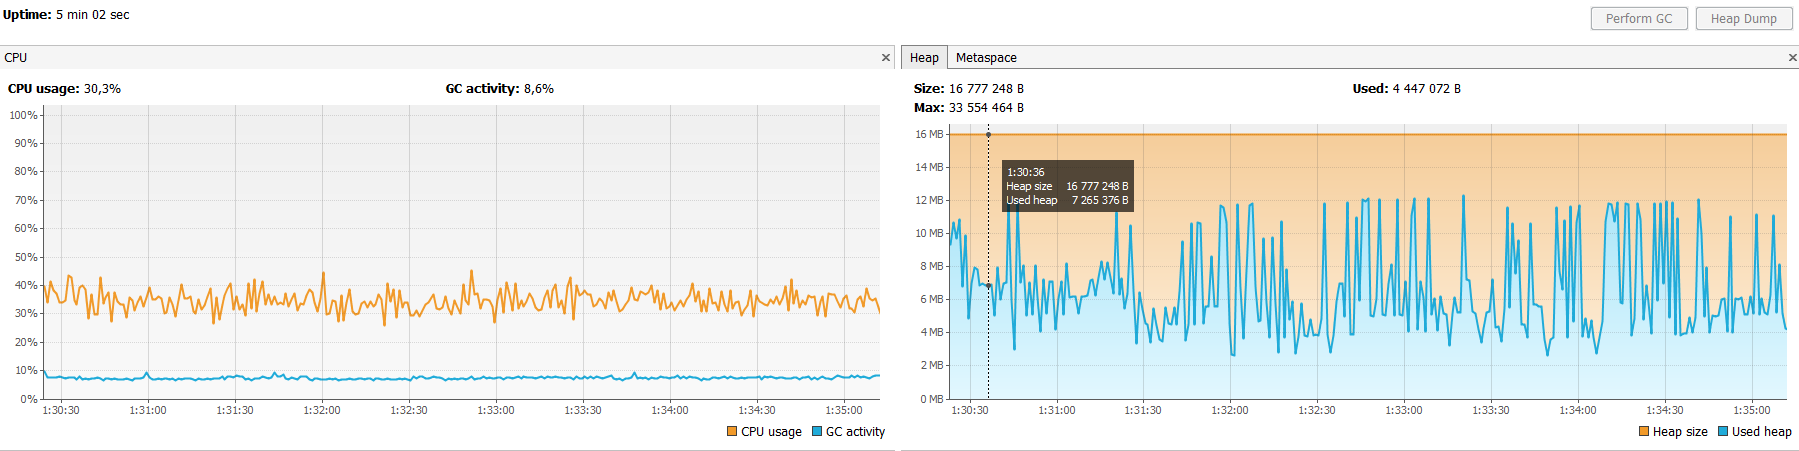 Uptime: 5 min 02 sec
Perform GC
Heap Dump
CPU
CPU usage: 30,3%
GC activity: 8,6%
100%
90%
80%
70%
60%
50%
40%
30%
20%
10%
0%
1:30:30 1:31:00 1:31:30 1:32:00 1:32:30 1:33:00 1:33:30 1:34:00 1:34:30 1:35:00
CPU usage GC activity
Heap Metaspace
Size: 16 777 248 B
Used: 4 447 072 B
Max: 33 554 464 B
16 MB
14 MB
12 MB
10 MB
8 MB
6 MB
4 MB
2 MB
0 MB
1:30:36
Heap size 16 777 248 B
Used heap 7 265 376 B
1:30:30 1:31:00 1:31:30 1:32:00 1:32:30 1:33:00 1:33:30 1:34:00 1:34:30 1:35:00
Heap size Used heap